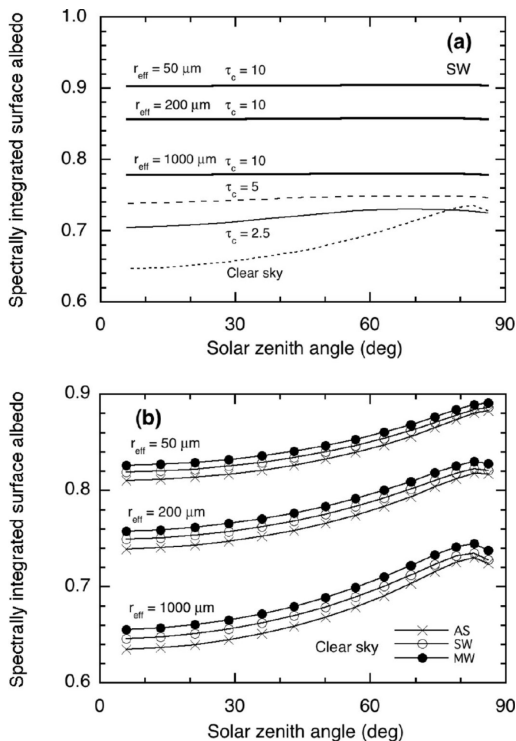 1.0
(a)
r_eff = 50 μm τ_c = 10 SW
0.9
r_eff = 200 μm τ_c = 10
0.8
r_eff = 1000 μm τ_c = 10
τ_c = 5
0.7
τ_c = 2.5
Clear sky
0.6
0 30 60 90
Solar zenith angle (deg)
Spectrally integrated surface albedo
0.9
(b)
r_eff = 50 μm
0.8
r_eff = 200 μm
0.7
r_eff = 1000 μm
AS
Clear sky SW
MW
0.6
0 30 60 90
Solar zenith angle (deg)
Spectrally integrated surface albedo